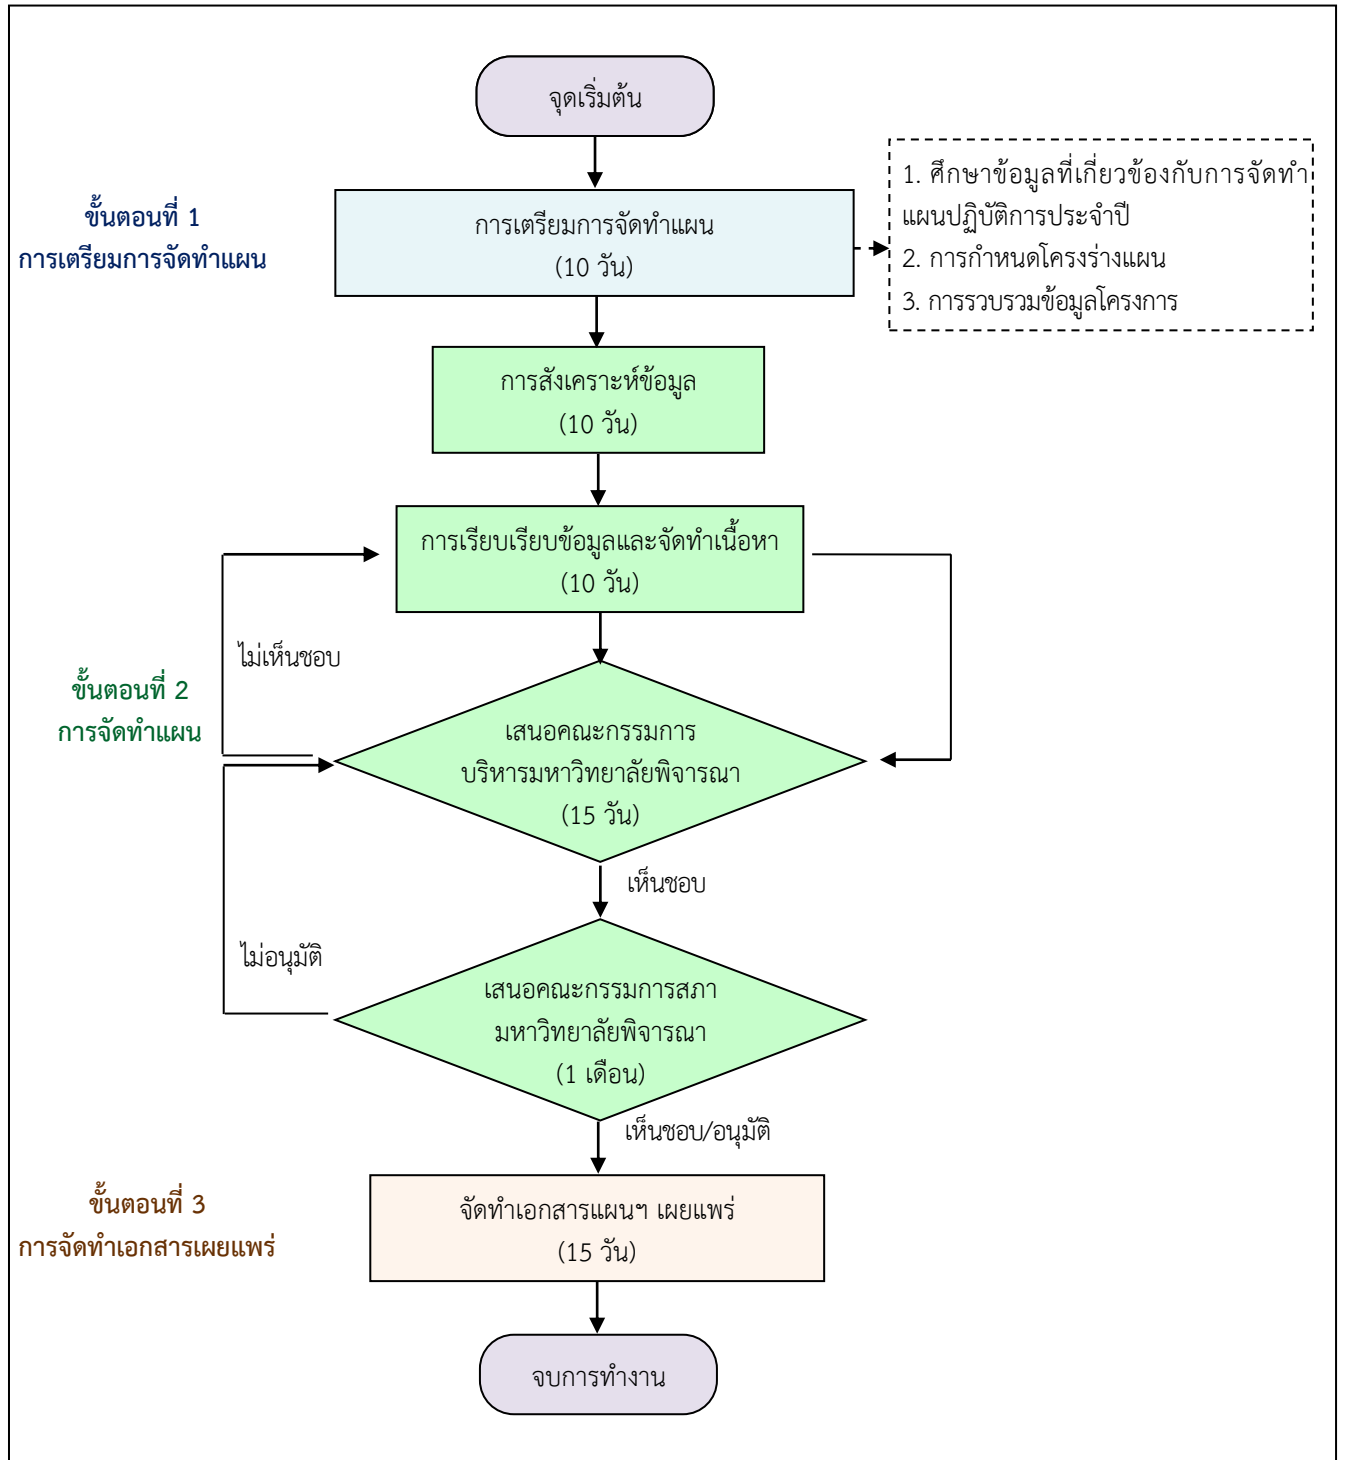 จุดเริ่มต้น
ขั้นตอนที่ 1
การเตรียมการจัดทำแผน
การเตรียมการจัดทำแผน
(10 วัน)
1. ศึกษาข้อมูลที่เกี่ยวข้องกับการจัดทำ
แผนปฏิบัติการประจำปี
2. การกำหนดโครงร่างแผน
3. การรวบรวมข้อมูลโครงการ
การสังเคราะห์ข้อมูล
(10 วัน)
การเรียบเรียบข้อมูลและจัดทำเนื้อหา
(10 วัน)
ไม่เห็นชอบ
ขั้นตอนที่ 2
การจัดทำแผน
เสนอคณะกรรมการ
บริหารมหาวิทยาลัยพิจารณา
(15 วัน)
เห็นชอบ
ไม่อนุมัติ
เสนอคณะกรรมการสภา
มหาวิทยาลัยพิจารณา
(1 เดือน)
เห็นชอบ/อนุมัติ
ขั้นตอนที่ 3
การจัดทำเอกสารเผยแพร่
จัดทำเอกสารแผนฯ เผยแพร่
(15 วัน)
จบการทำงาน